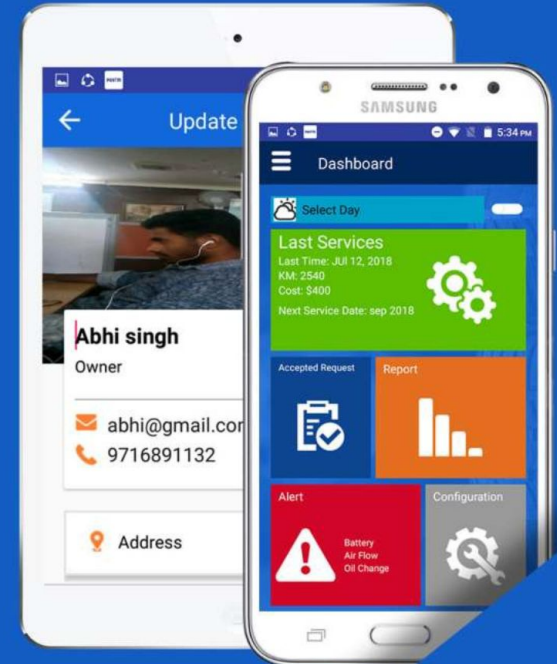 Update
Abhi singh
Owner
abhi@gmail.com
9716891132
Address
SAMSUNG
5:34 PM
Dashboard
Select Day
Last Services
Last Time: JUl 12, 2018
KM: 2540
Cost: $400
Next Service Date: sep 2018
Accepted Request
Report
Alert
Battery
Air Flow
Oil Change
Configuration